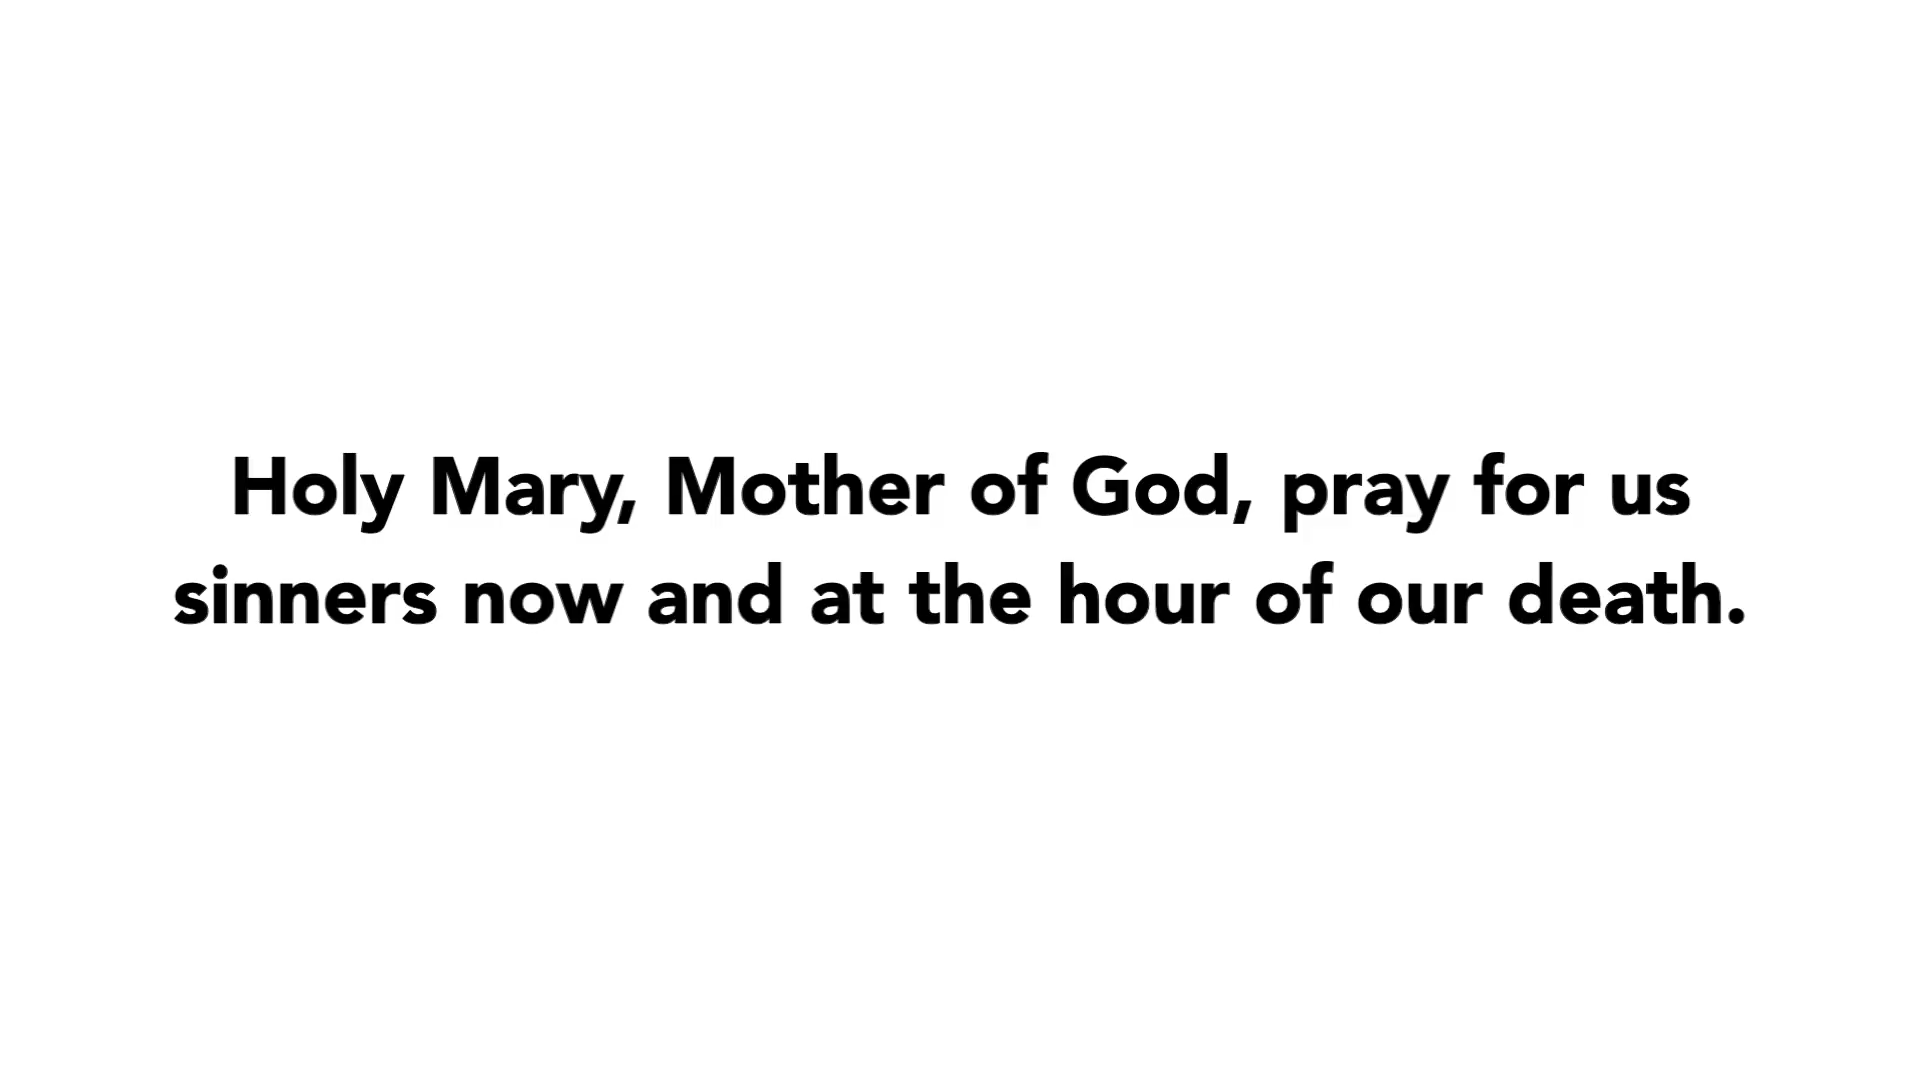 Holy Mary, Mother of God, pray for us
sinners now and at the hour of our death.